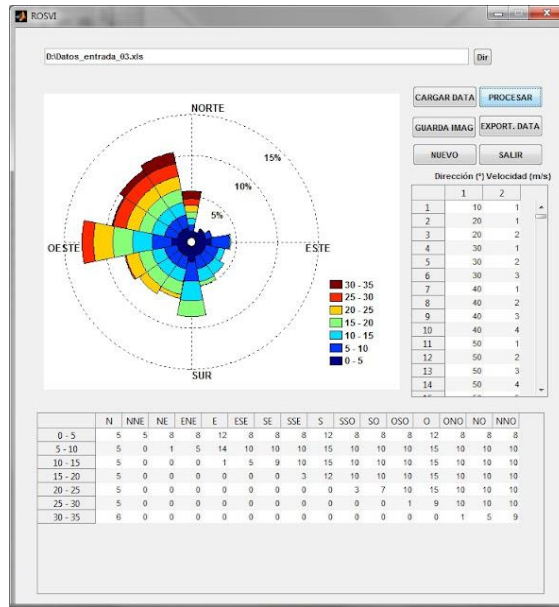 ROSVI
D:\Datos_entrada_03.xls
Dir
CARGAR DATA PROCESAR
GUARDA IMAG EXPORT. DATA
NUEVO SALIR
NORTE
15%
10%
5%
OESTE
ESTE
SUR
30 - 35
25 - 30
20 - 25
15 - 20
10 - 15
5 - 10
0 - 5
Dirección (º) Velocidad (m/s)
1 2
1 10 1
2 20 1
3 20 2
4 30 1
5 30 2
6 30 3
7 40 1
8 40 2
9 40 3
10 40 4
11 50 1
12 50 2
13 50 3
14 50 4
N NNE NE ENE E ESE SE SSE S SSO SO OSO O ONO NO NNO
0 - 5 5 5 8 8 12 8 8 8 12 8 8 8 12 8 8 8
5 - 10 5 0 1 5 14 10 10 10 15 10 10 10 15 10 10 10
10 - 15 5 0 0 0 1 5 9 10 15 10 10 10 15 10 10 10
15 - 20 5 0 0 0 0 0 0 3 12 10 10 10 15 10 10 10
20 - 25 5 0 0 0 0 0 0 0 0 3 7 10 15 10 10 10
25 - 30 5 0 0 0 0 0 0 0 0 0 0 1 9 10 10 10
30 - 35 6 0 0 0 0 0 0 0 0 0 0 0 0 1 5 9